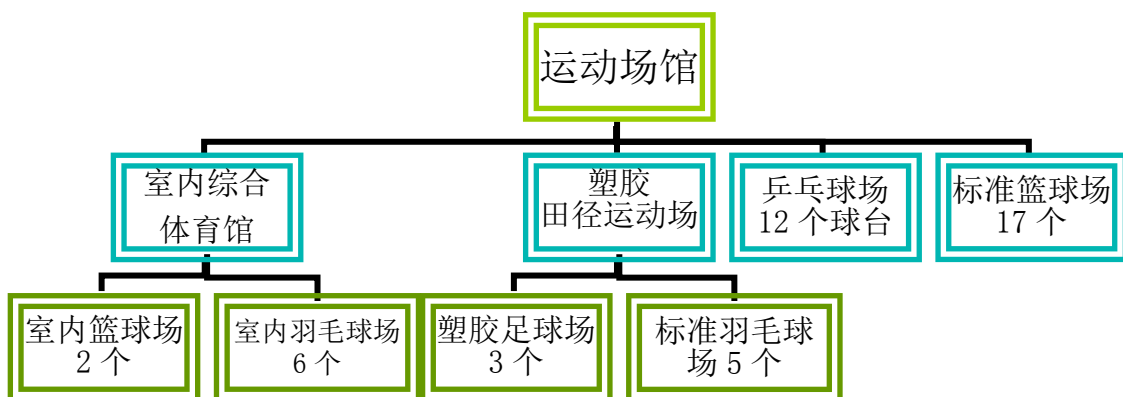 运动场馆
室内综合
体育馆
塑胶
田径运动场
乒乓球场
12 个球台
标准篮球场
17 个
室内篮球场
2 个
室内羽毛球场
6 个
塑胶足球场
3 个
标准羽毛球
场 5 个